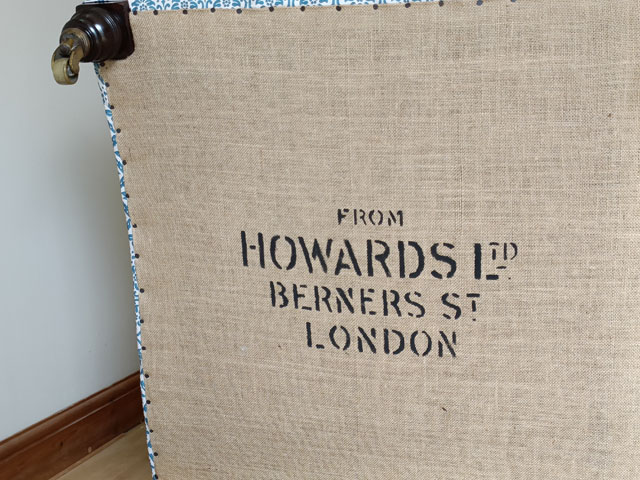 FROM
HOWARDS LTD.
BERNERS ST
LONDON